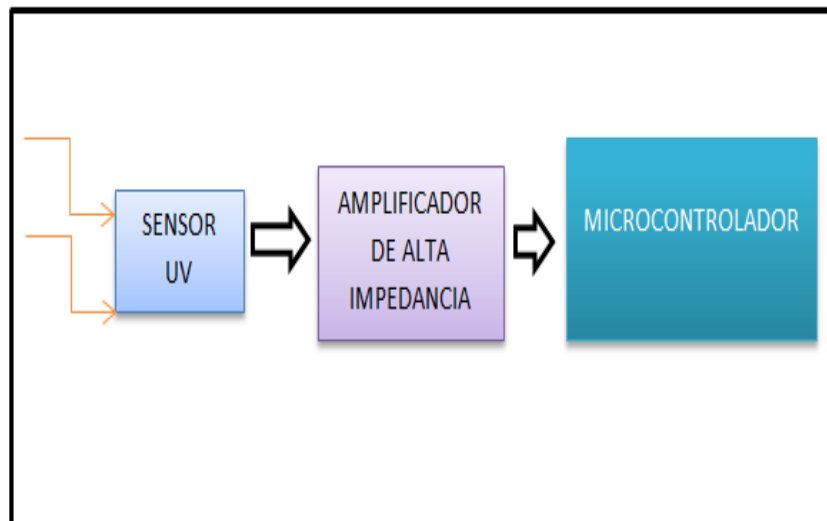 SENSOR
UV
AMPLIFICADOR
DE ALTA
IMPEDANCIA
MICROCONTROLADOR